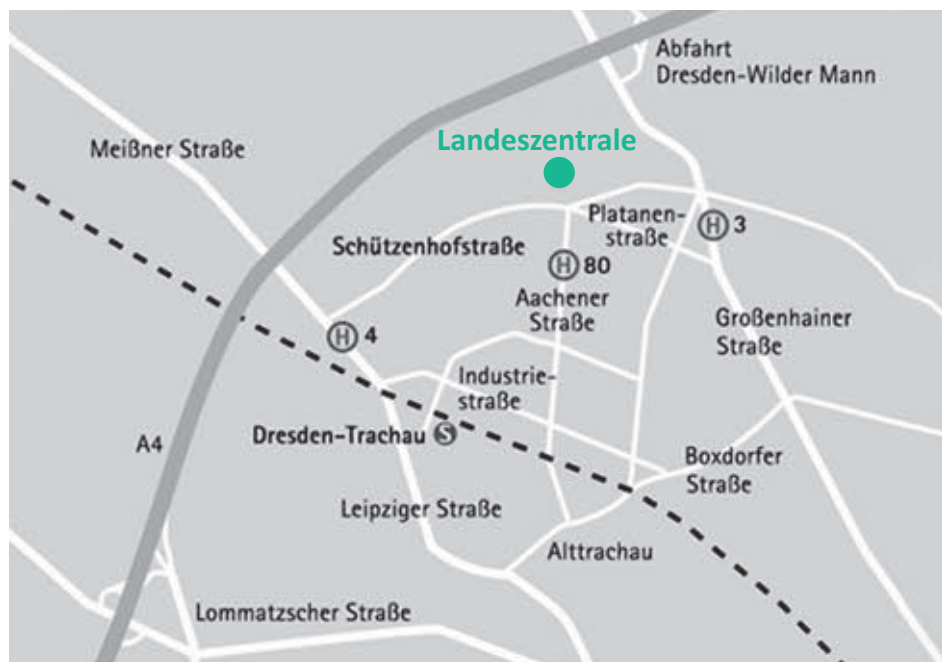 Abfahrt
Dresden-Wilder Mann
Landeszentrale
Meißner Straße
Platanen-
straße
H 3
Schützenhofstraße
H 80
Aachener
Straße
Großenhainer
Straße
H 4
Industrie-
straße
Dresden-Trachau S
A4
Boxdorfer
Straße
Leipziger Straße
Alttrachau
Lommatzscher Straße